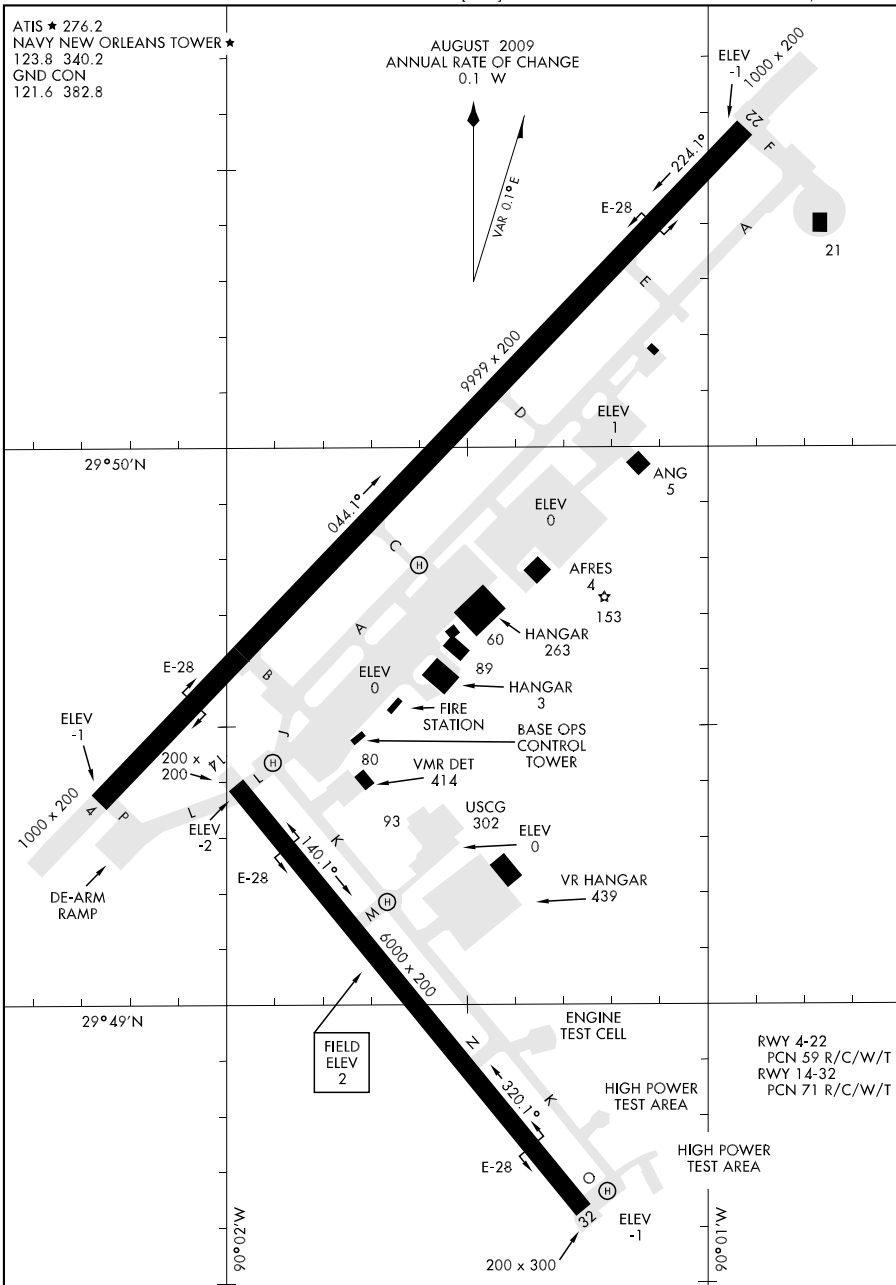 ATIS ★ 276.2
NAVY NEW ORLEANS TOWER ★
123.8 340.2
GND CON
121.6 382.8
AUGUST 2009
ANNUAL RATE OF CHANGE
0.1 W
VAR 0.1° E
ELEV
-1
1000 x 200
22
F
224.1°
E-28
A
21
E
9999 x 200
D
ELEV
1
29°50'N
ANG
5
044.1°
ELEV
0
C
H
AFRES
4
153
A
HANGAR
263
60
E-28
B
89
ELEV
0
HANGAR
3
FIRE
STATION
ELEV
-1
J
BASE OPS
CONTROL
TOWER
200 x
200
14
H
I
80
VMR DET
414
1000 x 200
4
P
L
ELEV
-2
K
93
USCG
302
ELEV
0
140.1°
E-28
DE-ARM
RAMP
VR HANGAR
439
M
H
6000 x 200
29°49'N
ENGINE
TEST CELL
FIELD
ELEV
2
N
RWY 4-22
PCN 59 R/C/W/T
RWY 14-32
PCN 71 R/C/W/T
320.1°
K
HIGH POWER
TEST AREA
HIGH POWER
TEST AREA
E-28
O
H
32
ELEV
-1
200 x 300
90°02'W
90°01'W